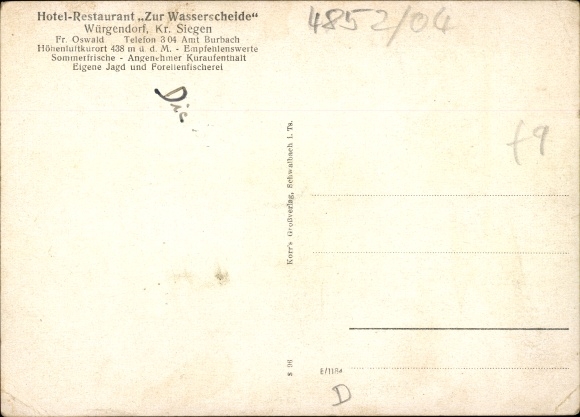 Hotel-Restaurant „Zur Wasserscheide“
Würgendorf, Kr. Siegen
Fr. Oswald Telefon 304 Amt Burbach
Höhenluftkurort 438 m ü. d. M. - Empfehlenswerte
Sommerfrische - Angenehmer Kuraufenthalt
Eigene Jagd und Forellenfischerei
4852/04
Die
f9
Korr's Großverlag, Schwalbach i. Ts.
E/1184
D